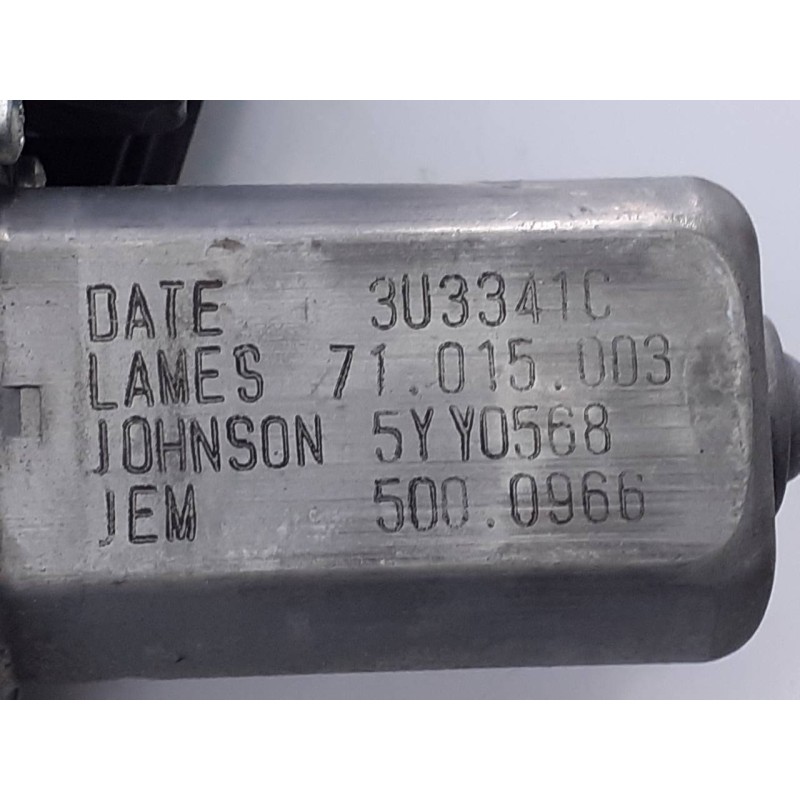 DATE 3U3341C
LAMES 71.015.003
JOHNSON 5YY0568
JEM 500.0966